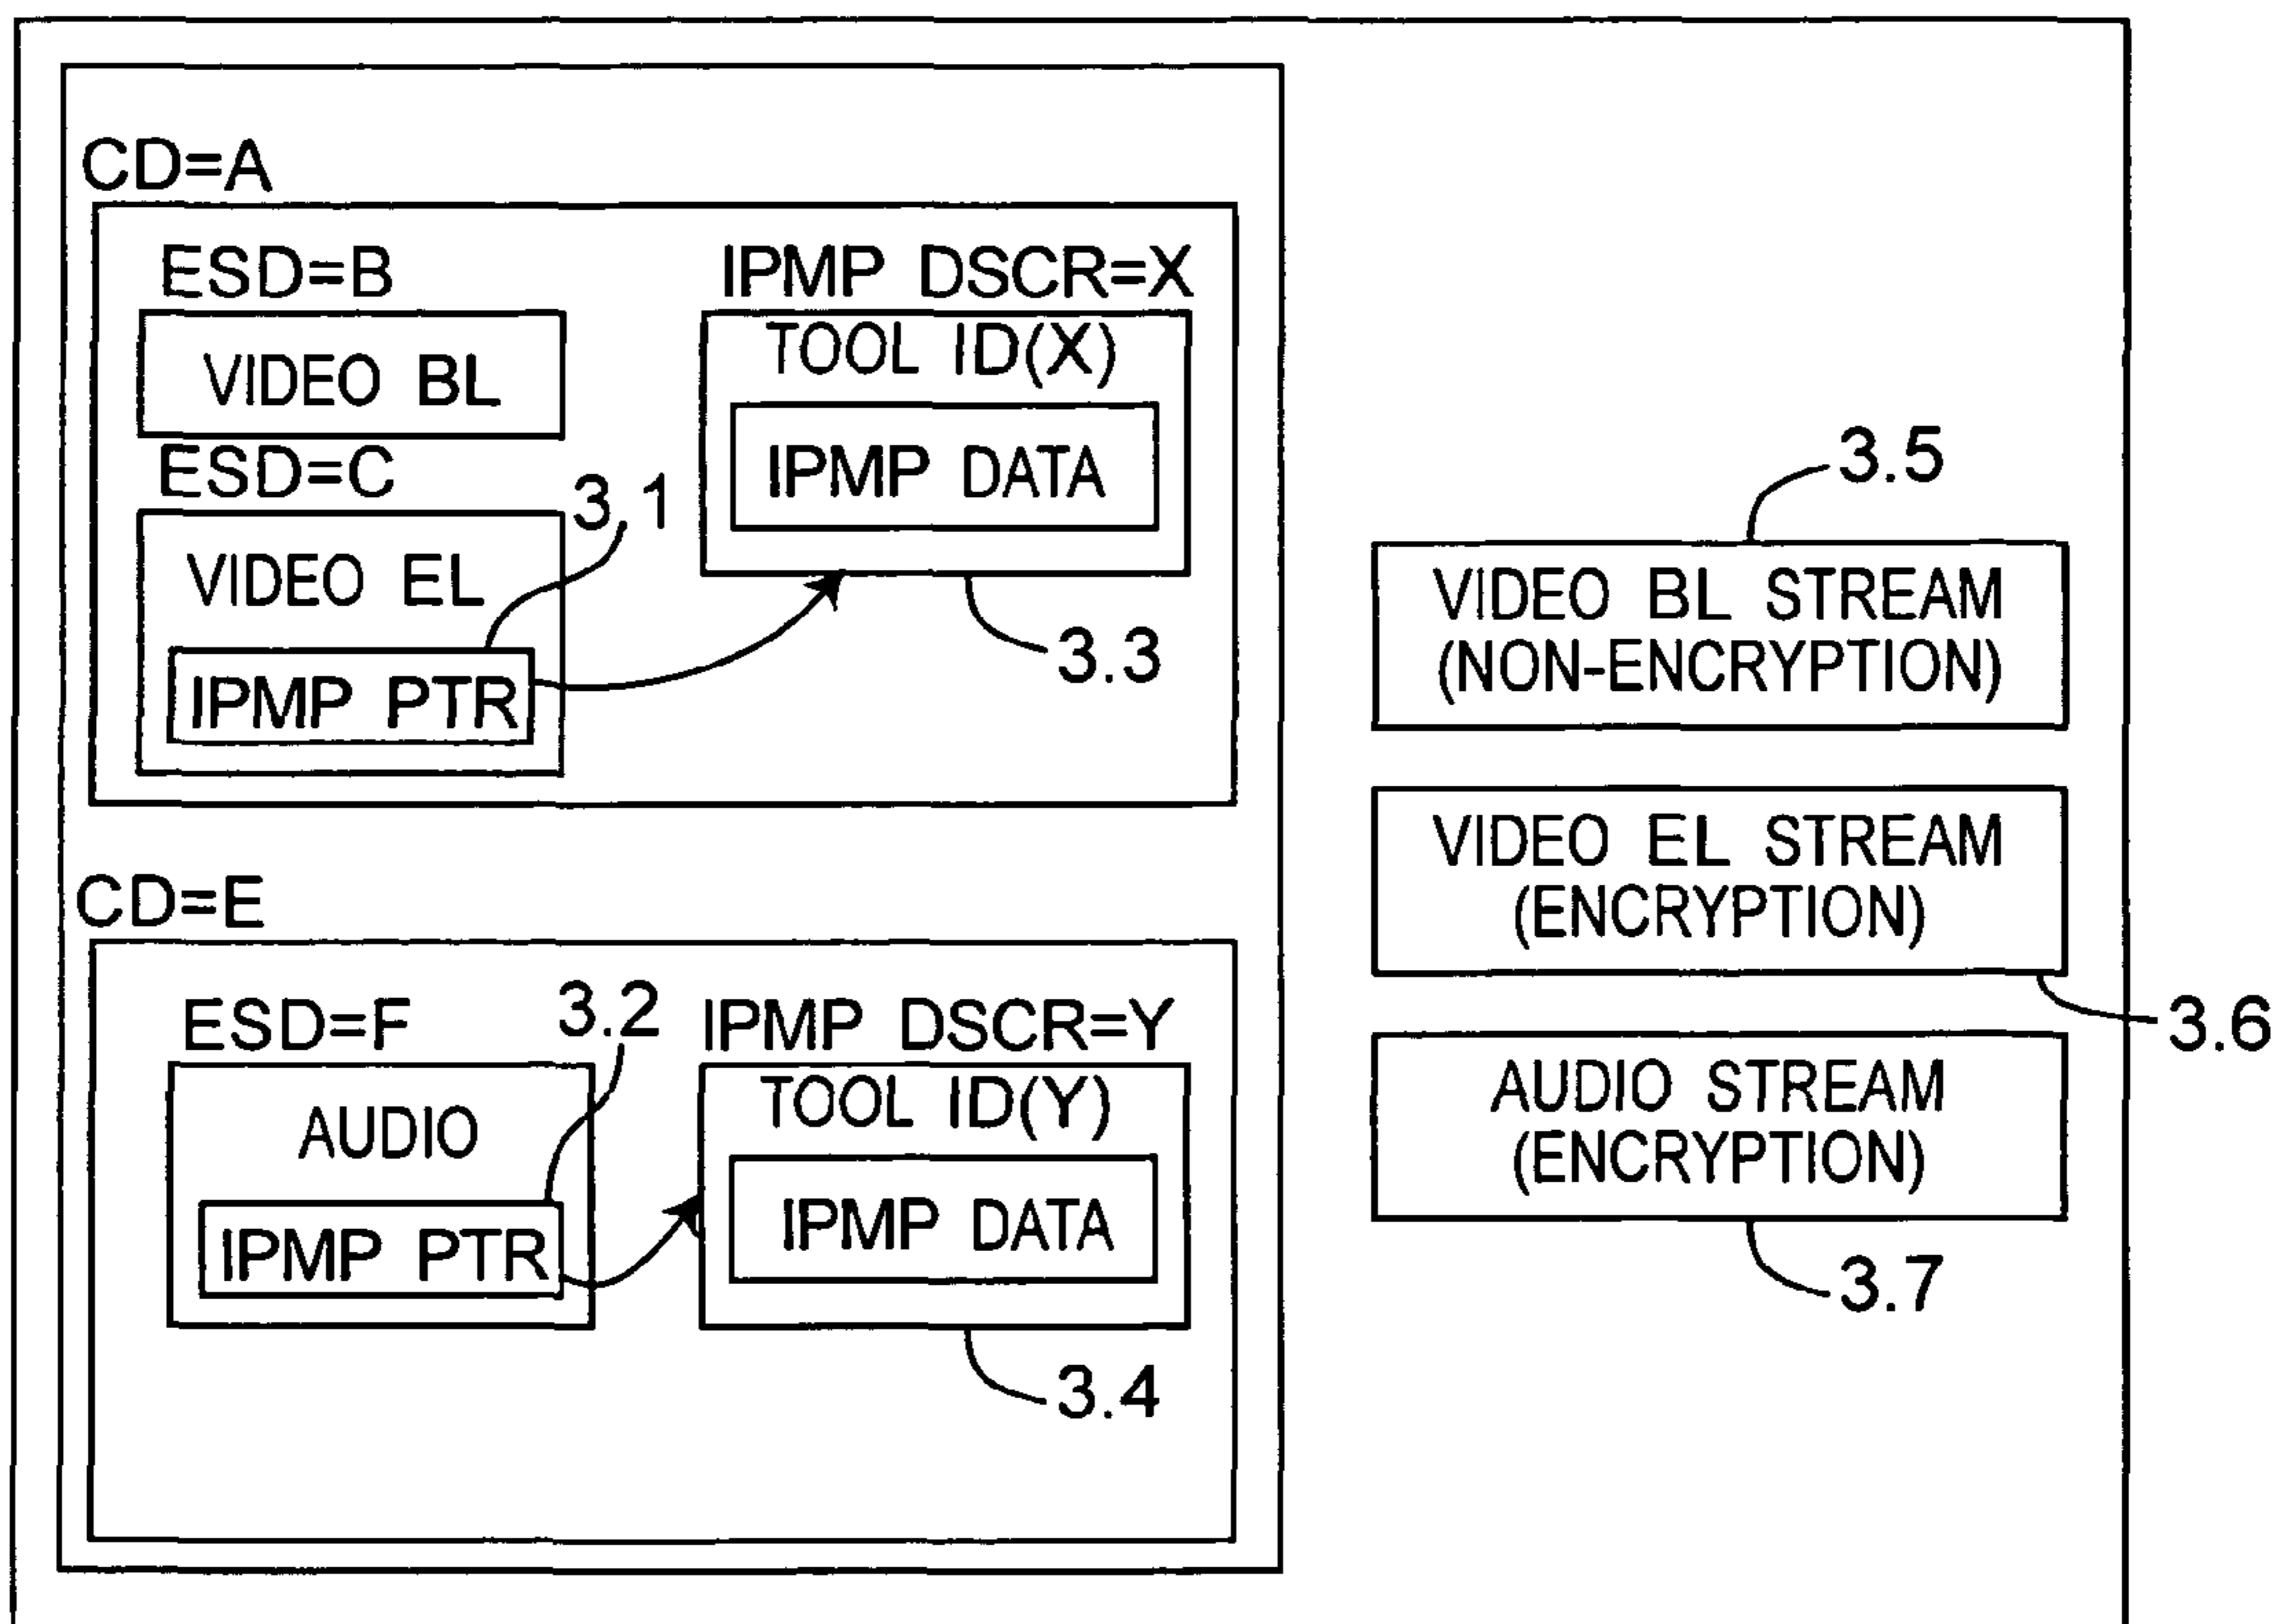 CD=A
ESD=B
VIDEO BL
ESD=C
3.1
VIDEO EL
IPMP PTR
IPMP DSCR=X
TOOL ID(X)
IPMP DATA
3.3
CD=E
ESD=F
3.2
AUDIO
IPMP PTR
IPMP DSCR=Y
TOOL ID(Y)
IPMP DATA
3.4
3.5
VIDEO BL STREAM
(NON-ENCRYPTION)
VIDEO EL STREAM
(ENCRYPTION)
3.6
AUDIO STREAM
(ENCRYPTION)
3.7